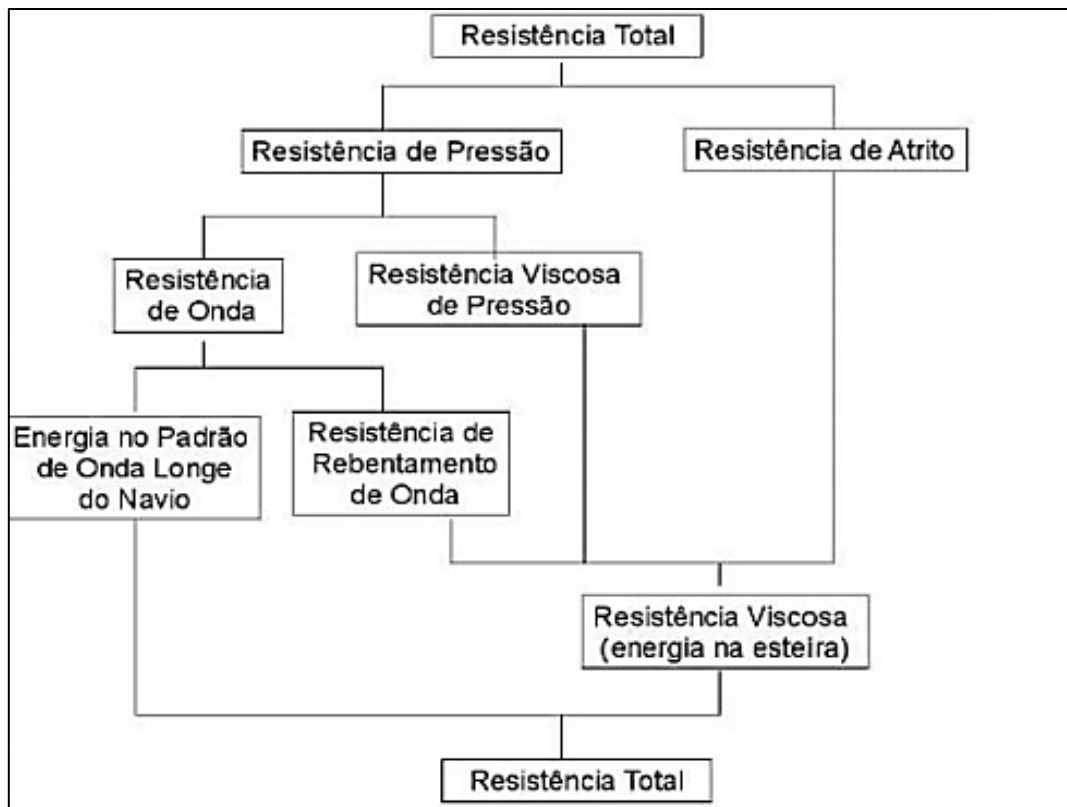 Resistência Total
Resistência de Pressão
Resistência de Atrito
Resistência
de Onda
Resistência Viscosa
de Pressão
Energia no Padrão
de Onda Longe
do Navio
Resistência de
Rebentamento
de Onda
Resistência Viscosa
(energia na esteira)
Resistência Total